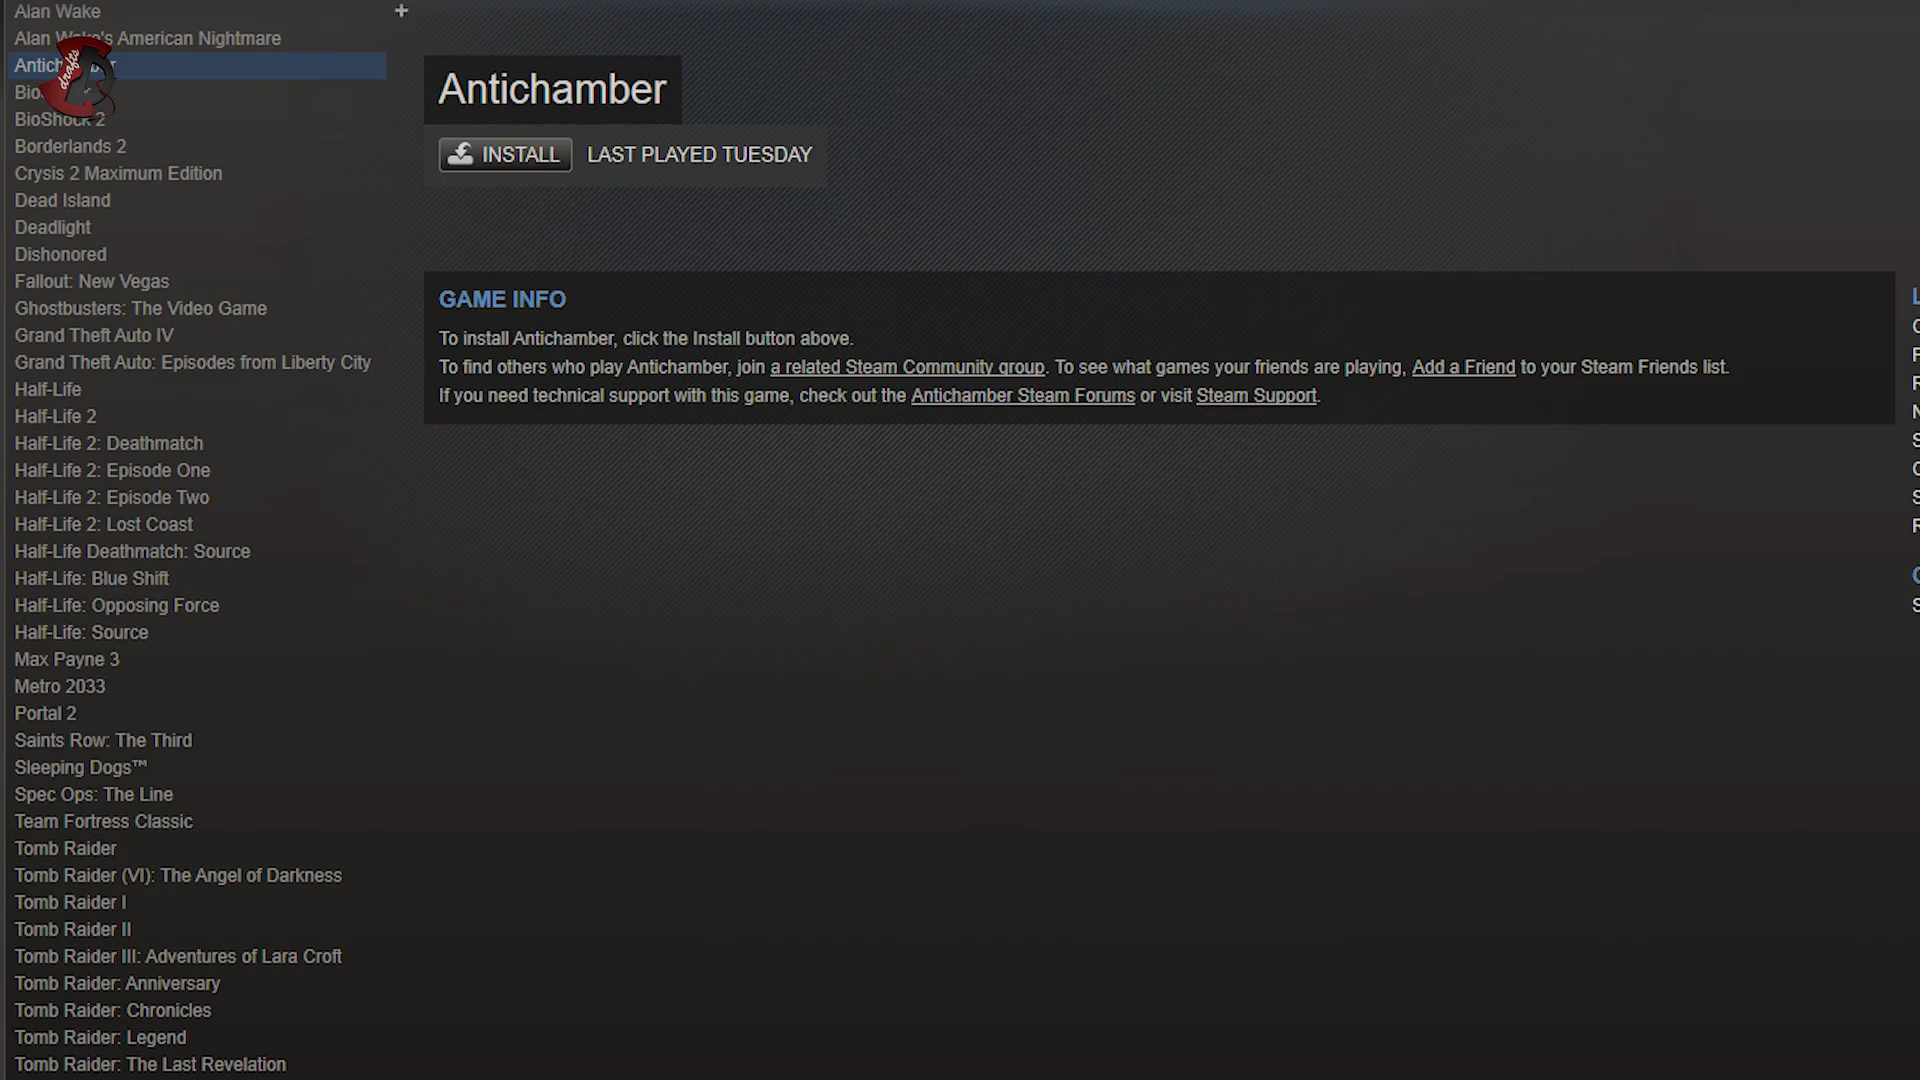 Alan Wake
+
Alan Wake's American Nightmare
Antichamber
drafts
BioShock 2
Borderlands 2
Crysis 2 Maximum Edition
Dead Island
Deadlight
Dishonored
Fallout: New Vegas
Ghostbusters: The Video Game
Grand Theft Auto IV
Grand Theft Auto: Episodes from Liberty City
Half-Life
Half-Life 2
Half-Life 2: Deathmatch
Half-Life 2: Episode One
Half-Life 2: Episode Two
Half-Life 2: Lost Coast
Half-Life Deathmatch: Source
Half-Life: Blue Shift
Half-Life: Opposing Force
Half-Life: Source
Max Payne 3
Metro 2033
Portal 2
Saints Row: The Third
Sleeping Dogs™
Spec Ops: The Line
Team Fortress Classic
Tomb Raider
Tomb Raider (VI): The Angel of Darkness
Tomb Raider I
Tomb Raider II
Tomb Raider III: Adventures of Lara Croft
Tomb Raider: Anniversary
Tomb Raider: Chronicles
Tomb Raider: Legend
Tomb Raider: The Last Revelation
Antichamber
INSTALL LAST PLAYED TUESDAY
GAME INFO
To install Antichamber, click the Install button above.
To find others who play Antichamber, join a related Steam Community group. To see what games your friends are playing, Add a Friend to your Steam Friends list.
If you need technical support with this game, check out the Antichamber Steam Forums or visit Steam Support.